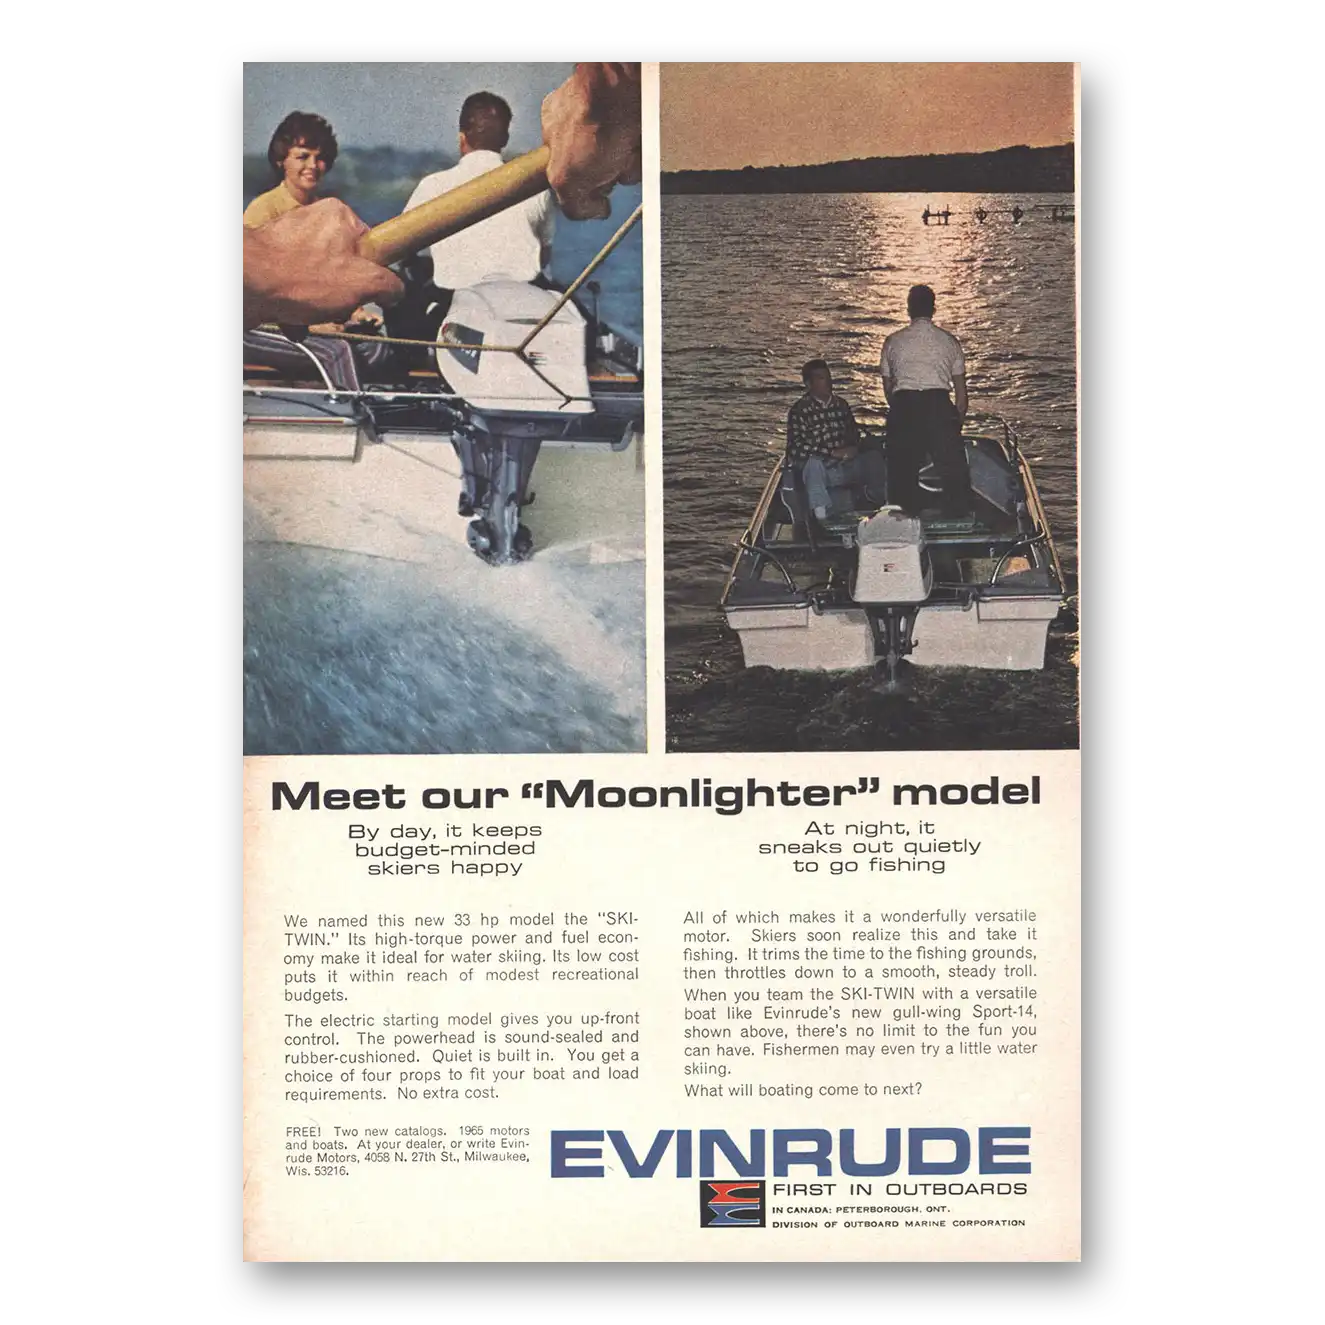 Meet our “Moonlighter” model
By day, it keeps
budget-minded
skiers happy
We named this new 33 hp model the "SKI-
TWIN." Its high-torque power and fuel econ-
omy make it ideal for water skiing. Its low cost
puts it within reach of modest recreational
budgets.
The electric starting model gives you up-front
control. The powerhead is sound-sealed and
rubber-cushioned. Quiet is built in. You get a
choice of four props to fit your boat and load
requirements. No extra cost.
At night, it
sneaks out quietly
to go fishing
All of which makes it a wonderfully versatile
motor. Skiers soon realize this and take it
fishing. It trims the time to the fishing grounds,
then throttles down to a smooth, steady troll.
When you team the SKI-TWIN with a versatile
boat like Evinrude's new gull-wing Sport-14,
shown above, there's no limit to the fun you
can have. Fishermen may even try a little water
skiing.
What will boating come to next?
FREE! Two new catalogs. 1965 motors
and boats. At your dealer, or write Evin-
rude Motors, 4058 N. 27th St., Milwaukee,
Wis. 53216.
EVINRUDE
FIRST IN OUTBOARDS
IN CANADA: PETERBOROUGH, ONT.
DIVISION OF OUTBOARD MARINE CORPORATION